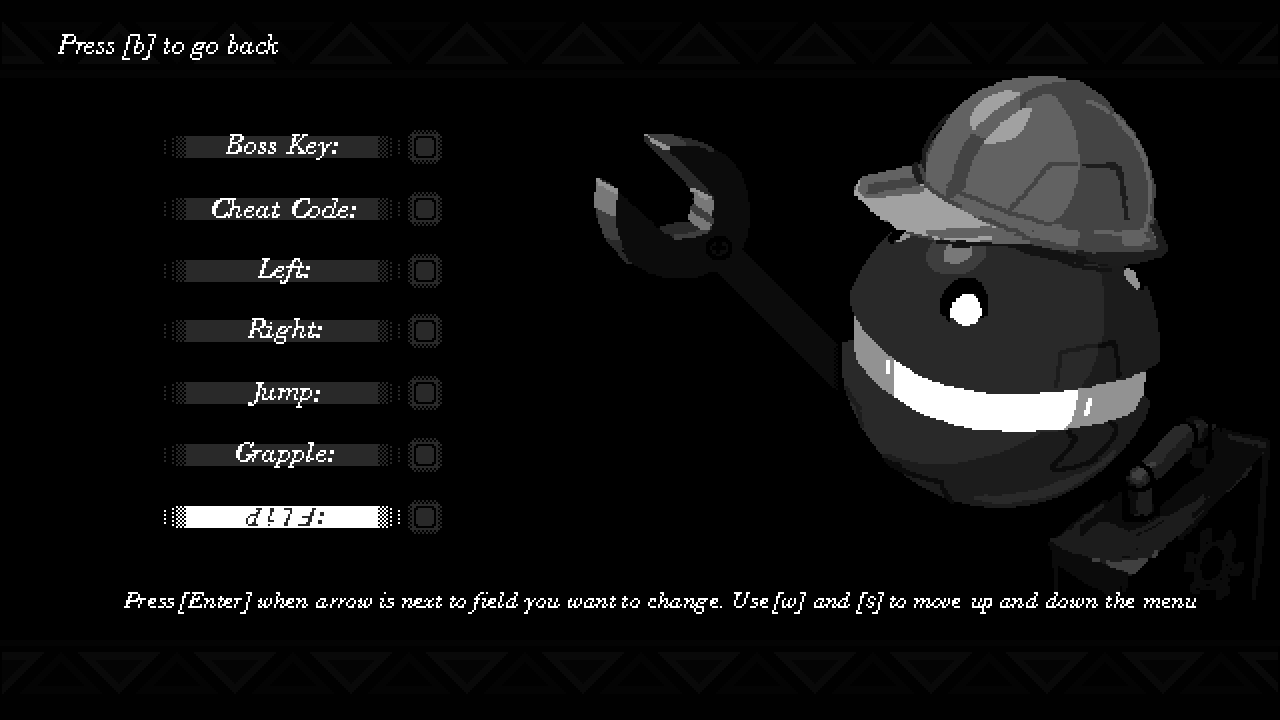 Press [b] to go back
Boss Key:
Cheat Code:
Left:
Right:
Jump:
Grapple:
Flip:
Press [Enter] when arrow is next to field you want to change. Use [w] and [s] to move up and down the menu